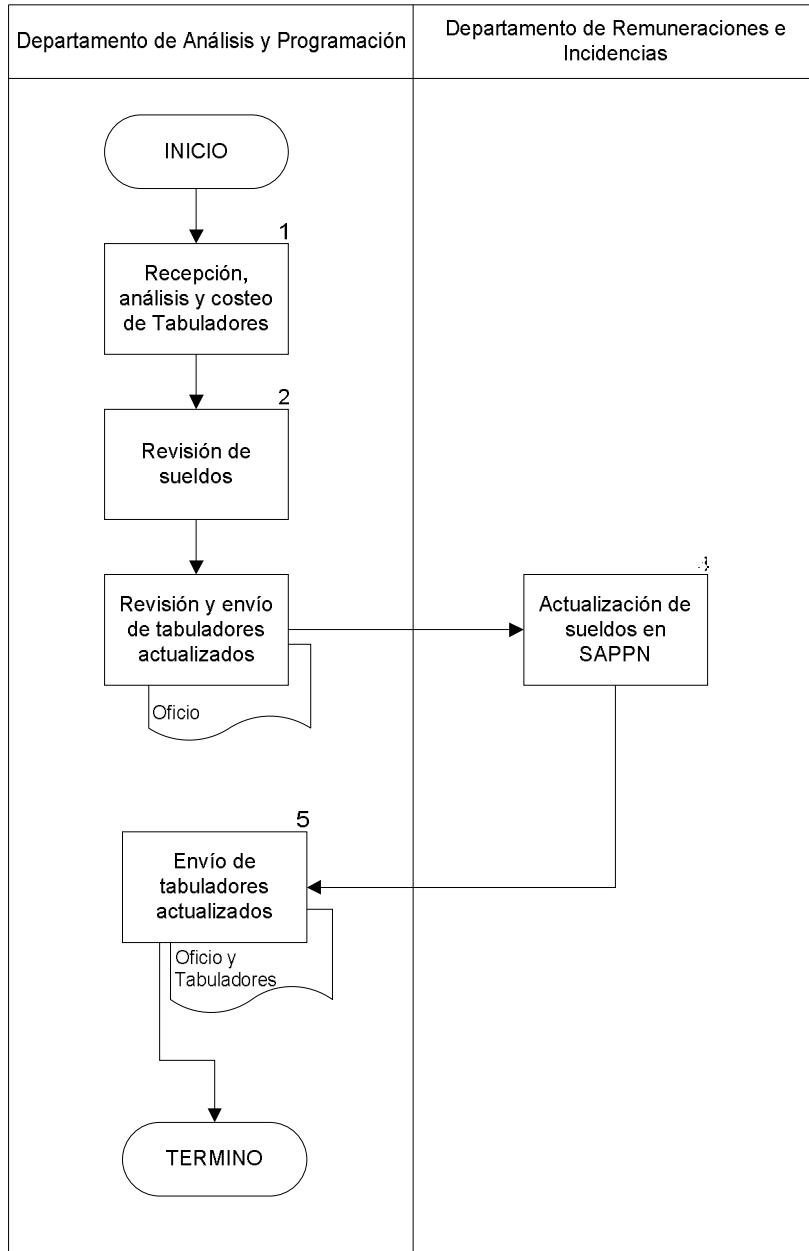 Departamento de Análisis y Programación
Departamento de Remuneraciones e
Incidencias
INICIO
1
Recepción,
análisis y costeo
de Tabuladores
2
Revisión de
sueldos
Revisión y envío
de tabuladores
actualizados
Oficio
Actualización de
sueldos en
SAPPN
5
Envío de
tabuladores
actualizados
Oficio y
Tabuladores
TERMINO